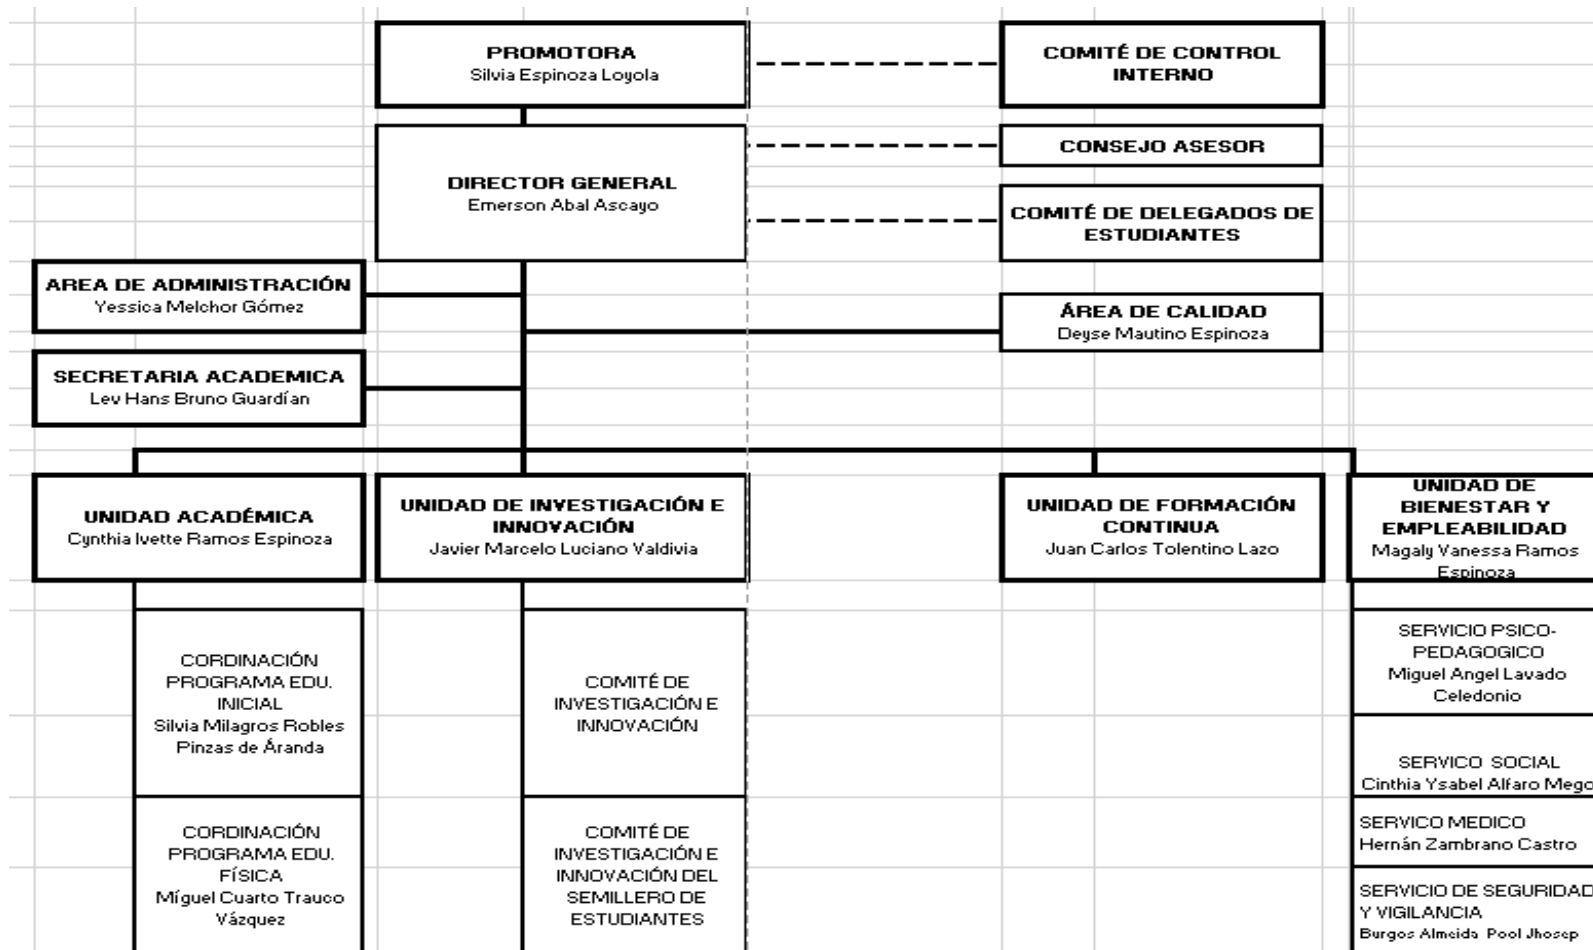 PROMOTORA
Silvia Espinoza Loyola
COMITÉ DE CONTROL
INTERNO
DIRECTOR GENERAL
Emerson Abal Ascayo
CONSEJO ASESOR
COMITÉ DE DELEGADOS DE
ESTUDIANTES
AREA DE ADMINISTRACIÓN
Yessica Melchor Gómez
ÁREA DE CALIDAD
Deyse Mautino Espinoza
SECRETARIA ACADEMICA
Lev Hans Bruno Guardían
UNIDAD ACADÉMICA
Cynthia Ivette Ramos Espinoza
UNIDAD DE INVESTIGACIÓN E
INNOVACIÓN
Javier Marcelo Luciano Valdivia
UNIDAD DE FORMACIÓN
CONTINUA
Juan Carlos Tolentino Lazo
UNIDAD DE
BIENESTAR Y
EMPLEABILIDAD
Magaly Vanessa Ramos
Espinoza
CORDINACIÓN
PROGRAMA EDU.
INICIAL
Silvia Milagros Robles
Pinzas de Áranda
CORDINACIÓN
PROGRAMA EDU.
FÍSICA
Míguel Cuarto Trauco
Vázquez
COMITÉ DE
INVESTIGACIÓN E
INNOVACIÓN
COMITÉ DE
INVESTIGACIÓN E
INNOVACIÓN DEL
SEMILLERO DE
ESTUDIANTES
SERVICIO PSICO-
PEDAGOGICO
Miguel Angel Lavado
Celedonio
SERVICO SOCIAL
Cinthia Ysabel Alfaro Mego
SERVICO MEDICO
Hernán Zambrano Castro
SERVICIO DE SEGURIDAD
Y VIGILANCIA
Burgos Almeida Pool Jhosep